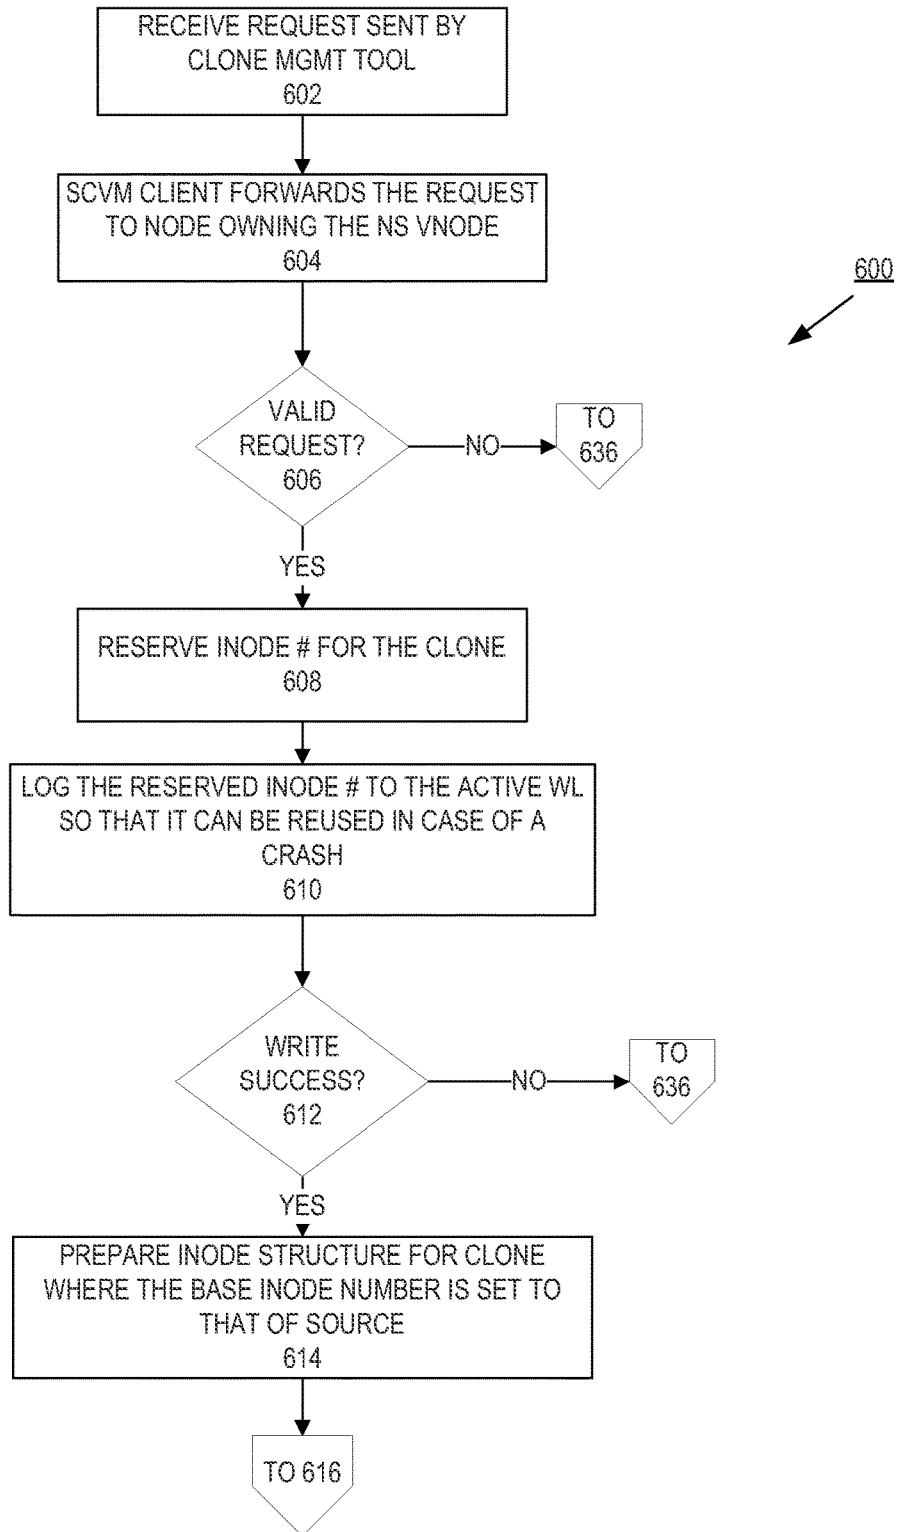 RECEIVE REQUEST SENT BY
CLONE MGMT TOOL
602
SCVM CLIENT FORWARDS THE REQUEST
TO NODE OWNING THE NS VNODE
604
600
VALID
REQUEST?
606
NO
TO
636
YES
RESERVE INODE # FOR THE CLONE
608
LOG THE RESERVED INODE # TO THE ACTIVE WL
SO THAT IT CAN BE REUSED IN CASE OF A
CRASH
610
WRITE
SUCCESS?
612
NO
TO
636
YES
PREPARE INODE STRUCTURE FOR CLONE
WHERE THE BASE INODE NUMBER IS SET TO
THAT OF SOURCE
614
TO 616